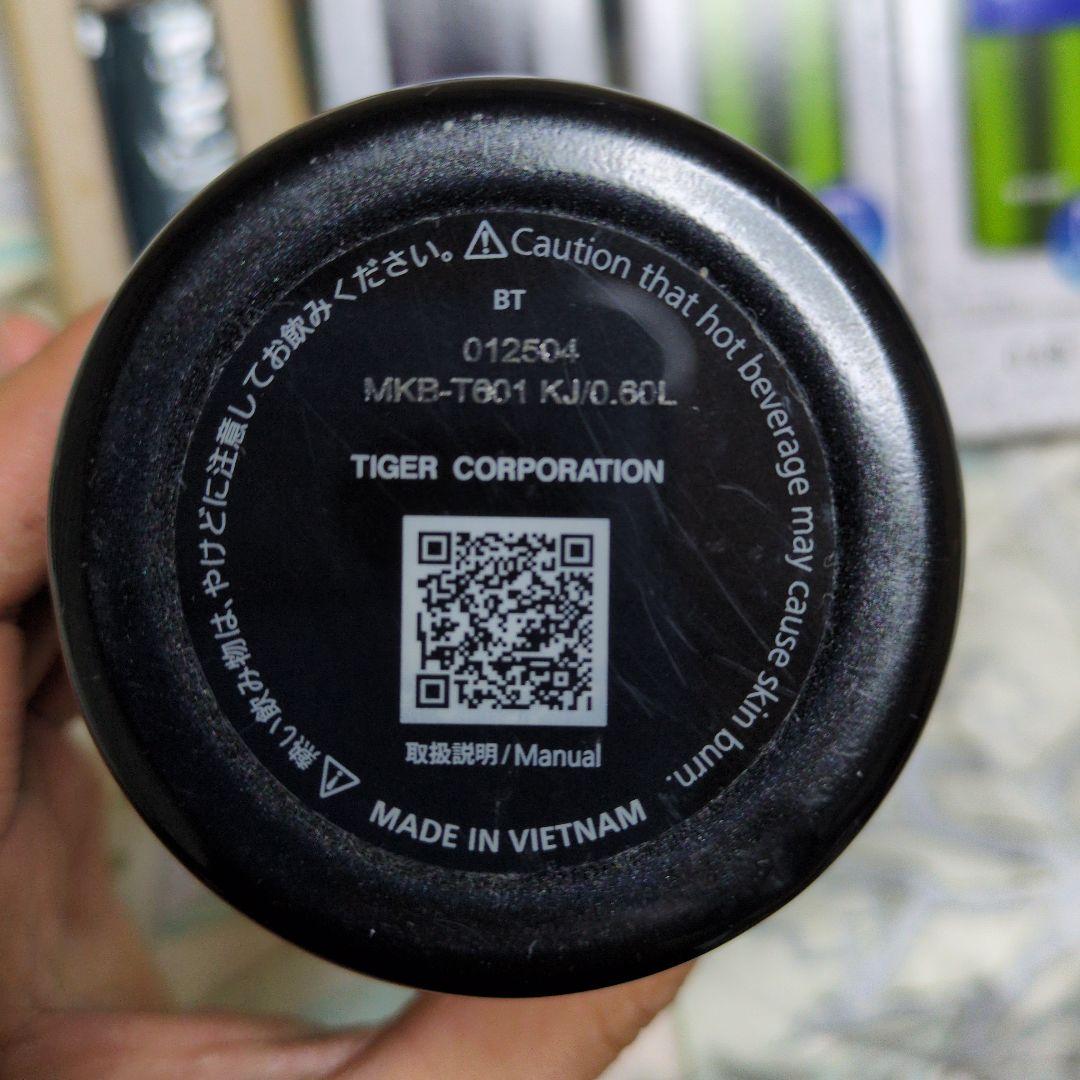 ⚠Caution that hot beverage may cause skin burn.
⚠熱い飲み物は、やけどに注意してお飲みください。
BT
012504
MKB-T601 KJ/0.60L
TIGER CORPORATION
取扱説明/Manual
MADE IN VIETNAM